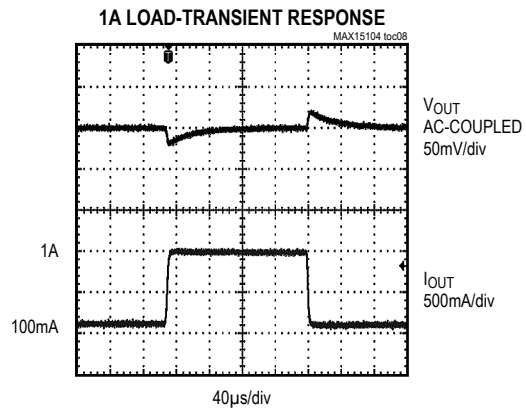 1A LOAD-TRANSIENT RESPONSE
MAX15104 toc08
VOUT
AC-COUPLED
50mV/div
1A
IOUT
500mA/div
100mA
40µs/div